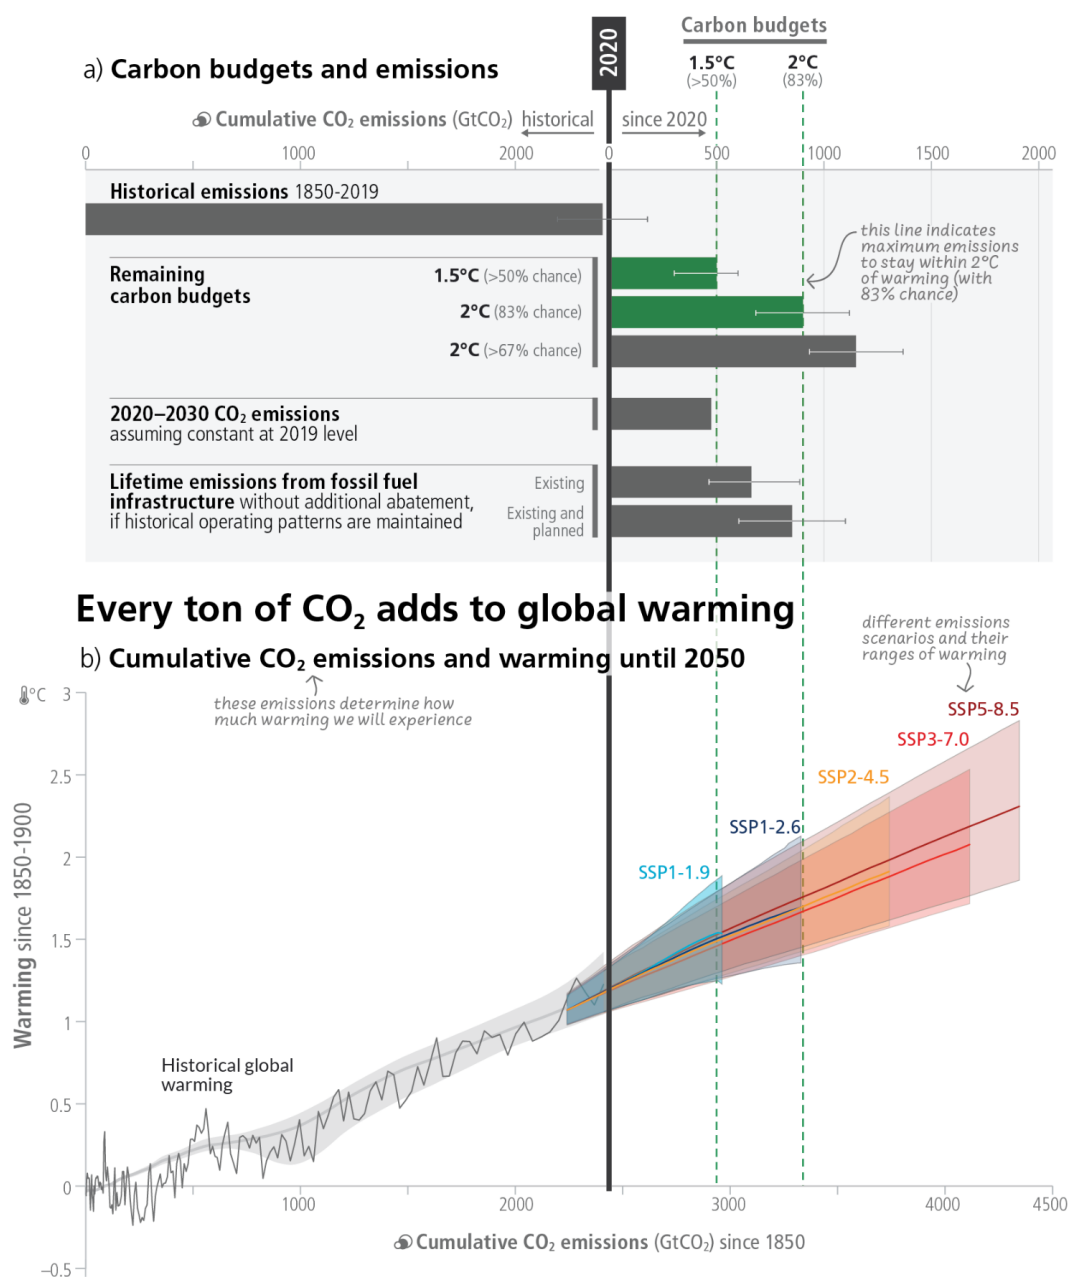 2020
Carbon budgets
1.5°C
(>50%)
2°C
(83%)
a) Carbon budgets and emissions
Cumulative CO₂ emissions (GtCO₂) historical since 2020
0 1000 2000 0 500 1000 1500 2000
Historical emissions 1850-2019
this line indicates
maximum emissions
to stay within 2°C
of warming (with
83% chance)
Remaining
carbon budgets
1.5°C (>50% chance)
2°C (83% chance)
2°C (>67% chance)
2020–2030 CO₂ emissions
assuming constant at 2019 level
Lifetime emissions from fossil fuel
infrastructure without additional abatement,
if historical operating patterns are maintained
Existing
Existing and
planned
Every ton of CO₂ adds to global warming
b) Cumulative CO₂ emissions and warming until 2050
these emissions determine how
much warming we will experience
different emissions
scenarios and their
ranges of warming
°C
3
2.5
2
1.5
1
0.5
0
−0.5
Warming since 1850-1900
SSP5-8.5
SSP3-7.0
SSP2-4.5
SSP1-2.6
SSP1-1.9
Historical global
warming
1000 2000 3000 4000 4500
Cumulative CO₂ emissions (GtCO₂) since 1850